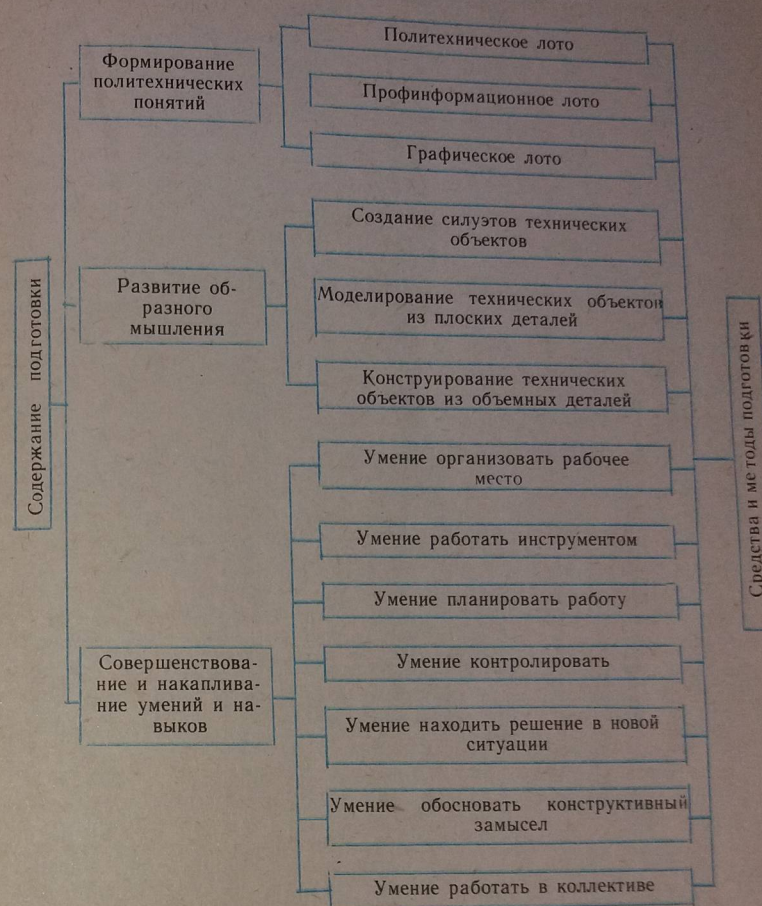 Содержание подготовки
Формирование
политехнических
понятий
Политехническое лото
Профинформационное лото
Графическое лото
Развитие об-
разного
мышления
Создание силуэтов технических
объектов
Моделирование технических объектов
из плоских деталей
Конструирование технических
объектов из объемных деталей
Совершенствова-
ние и накаплива-
ние умений и на-
выков
Умение организовать рабочее
место
Умение работать инструментом
Умение планировать работу
Умение контролировать
Умение находить решение в новой
ситуации
Умение обосновать конструктивный
замысел
Умение работать в коллективе
Средства и методы подготовки